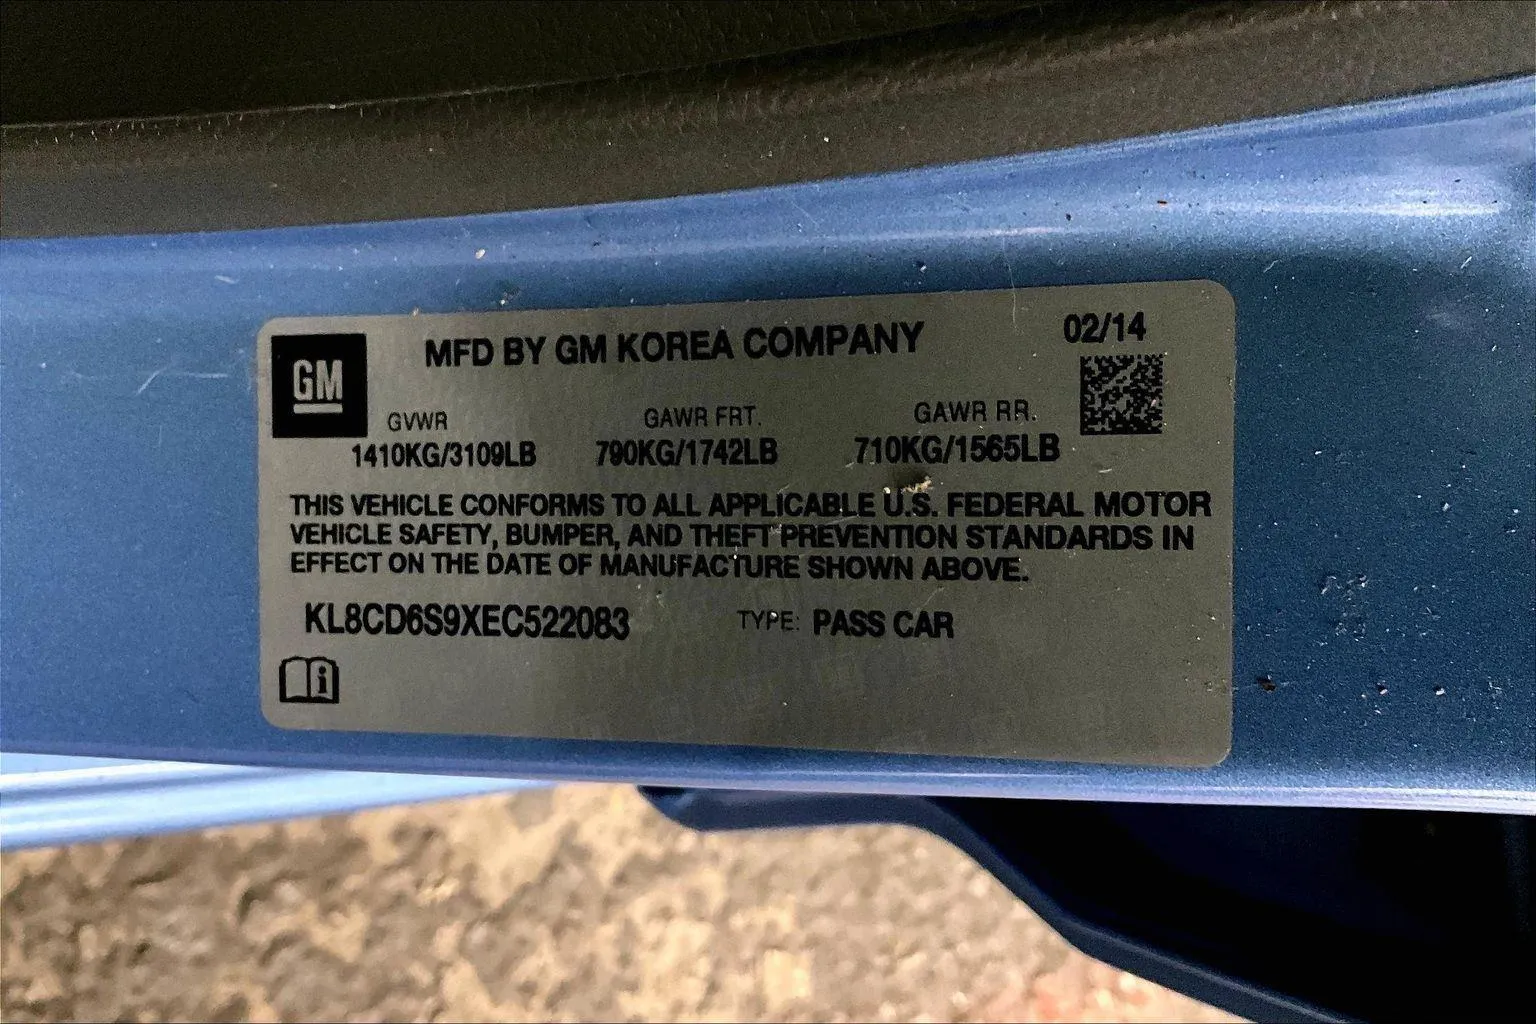 GM
MFD BY GM KOREA COMPANY
02/14
GVWR
GAWR FRT.
GAWR RR.
1410KG/3109LB
790KG/1742LB
710KG/1565LB
THIS VEHICLE CONFORMS TO ALL APPLICABLE U.S. FEDERAL MOTOR
VEHICLE SAFETY, BUMPER, AND THEFT PREVENTION STANDARDS IN
EFFECT ON THE DATE OF MANUFACTURE SHOWN ABOVE.
KL8CD6S9XEC522083
TYPE: PASS CAR
i